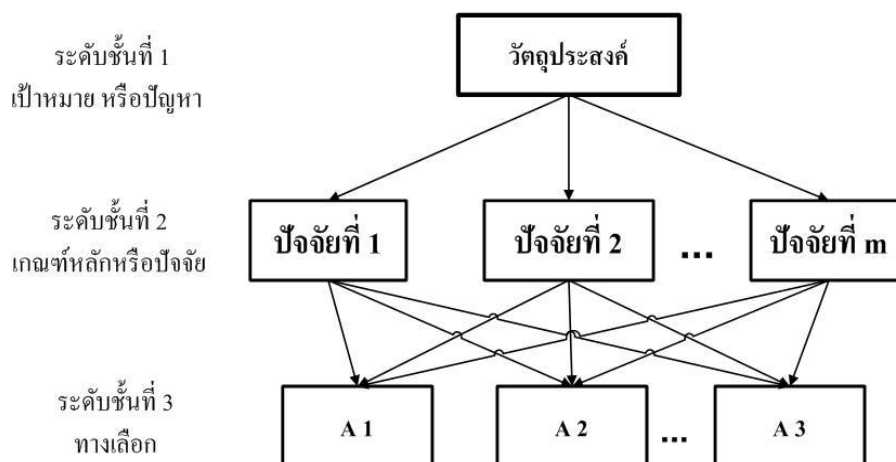 ระดับชั้นที่ 1
เป้าหมาย หรือปัญหา
วัตถุประสงค์
ระดับชั้นที่ 2
เกณฑ์หลักหรือปัจจัย
ปัจจัยที่ 1
ปัจจัยที่ 2
...
ปัจจัยที่ m
ระดับชั้นที่ 3
ทางเลือก
A 1
A 2
...
A 3